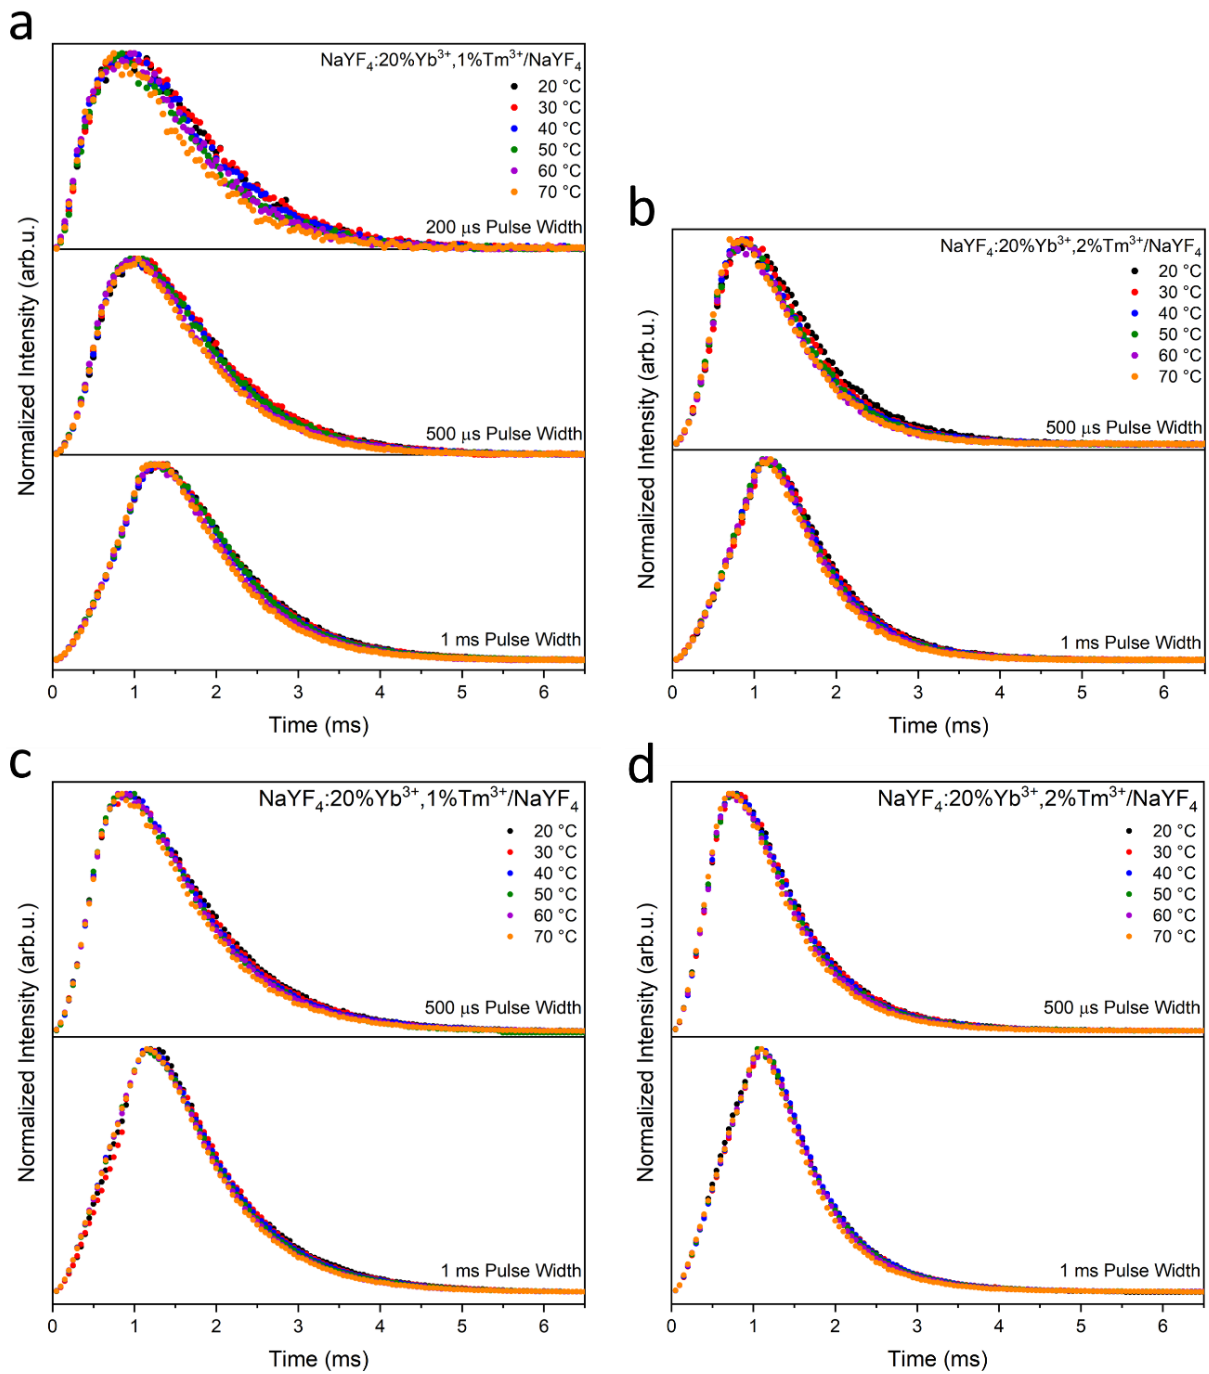 a
NaYF₄:20%Yb³⁺,1%Tm³⁺/NaYF₄
20 °C
30 °C
40 °C
50 °C
60 °C
70 °C
200 μs Pulse Width
500 μs Pulse Width
1 ms Pulse Width
Normalized Intensity (arb.u.)
0 1 2 3 4 5 6
Time (ms)
b
NaYF₄:20%Yb³⁺,2%Tm³⁺/NaYF₄
20 °C
30 °C
40 °C
50 °C
60 °C
70 °C
500 μs Pulse Width
1 ms Pulse Width
Normalized Intensity (arb.u.)
0 1 2 3 4 5 6
Time (ms)
c
NaYF₄:20%Yb³⁺,1%Tm³⁺/NaYF₄
20 °C
30 °C
40 °C
50 °C
60 °C
70 °C
500 μs Pulse Width
1 ms Pulse Width
Normalized Intensity (arb.u.)
0 1 2 3 4 5 6
Time (ms)
d
NaYF₄:20%Yb³⁺,2%Tm³⁺/NaYF₄
20 °C
30 °C
40 °C
50 °C
60 °C
70 °C
500 μs Pulse Width
1 ms Pulse Width
Normalized Intensity (arb.u.)
0 1 2 3 4 5 6
Time (ms)